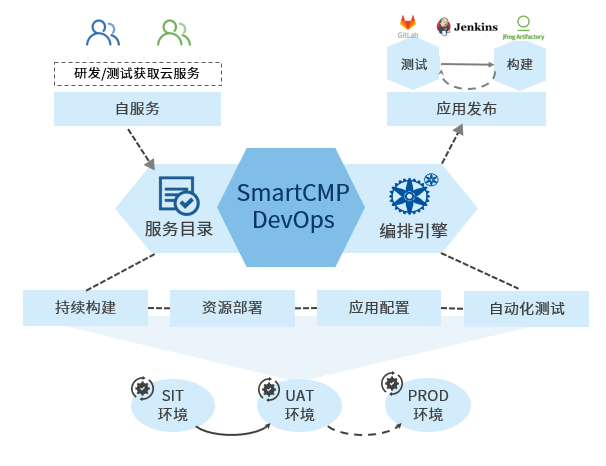 GitLab
Jenkins
JFrog Artifactory
研发/测试获取云服务
测试
构建
自服务
应用发布
SmartCMP
DevOps
服务目录
编排引擎
持续构建
资源部署
应用配置
自动化测试
SIT
环境
UAT
环境
PROD
环境